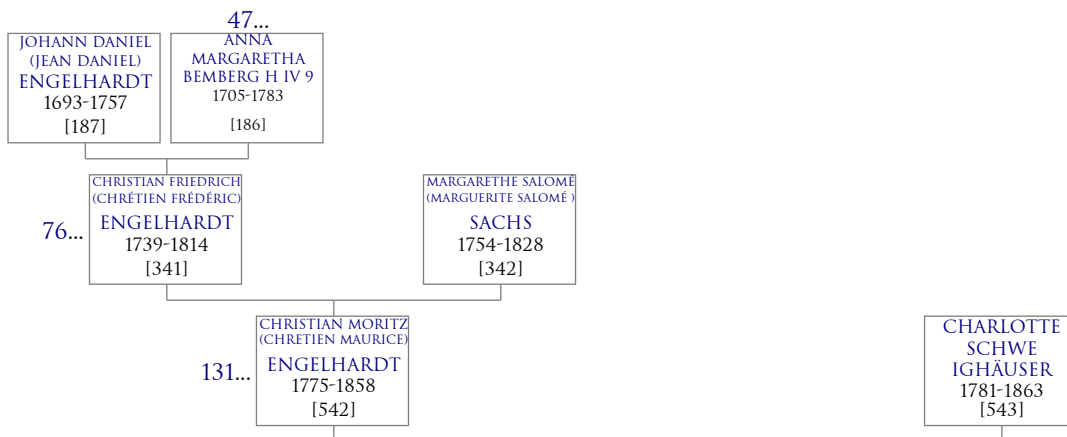 47...
JOHANN DANIEL
(JEAN DANIEL)
ENGELHARDT
1693-1757
[187]
ANNA
MARGARETHA
BEMBERG H IV 9
1705-1783
[186]
76...
CHRISTIAN FRIEDRICH
(CHRÉTIEN FRÉDÉRIC)
ENGELHARDT
1739-1814
[341]
MARGARETHE SALOMÉ
(MARGUERITE SALOMÉ )
SACHS
1754-1828
[342]
131...
CHRISTIAN MORITZ
(CHRETIEN MAURICE)
ENGELHARDT
1775-1858
[542]
CHARLOTTE
SCHWE
IGHÄUSER
1781-1863
[543]